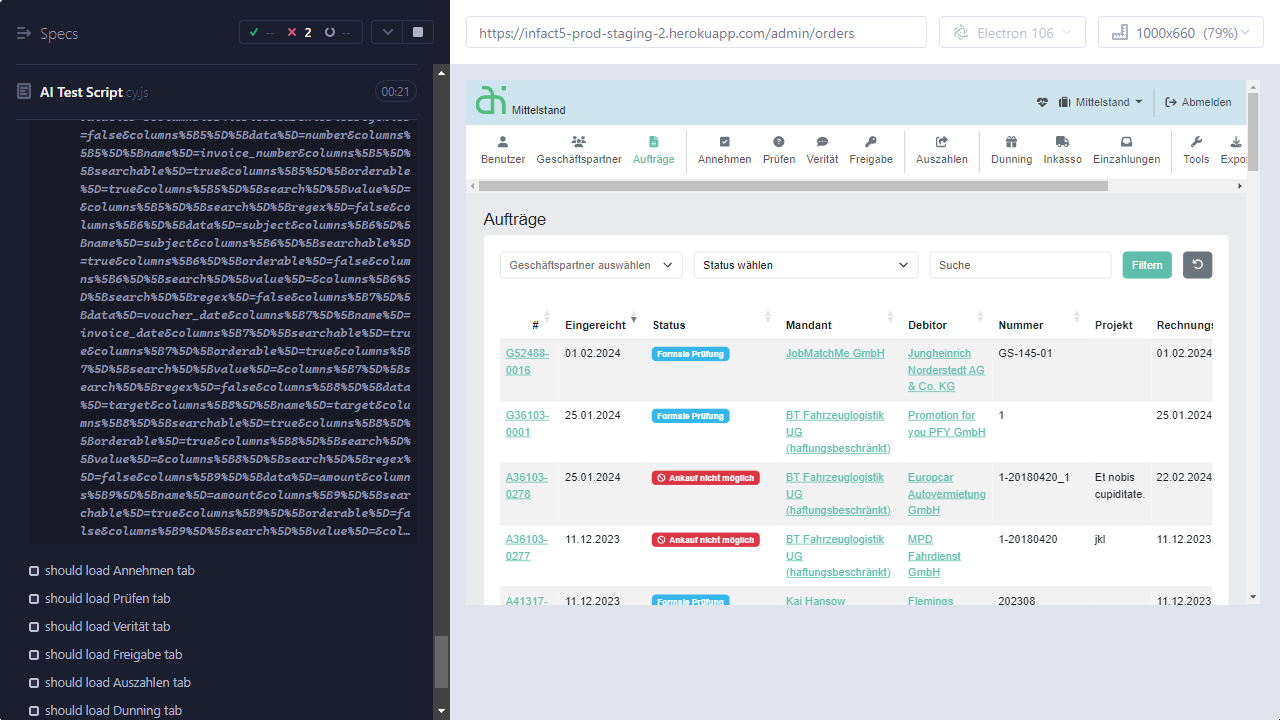 Specs
--
2
--
AI Test Script cy.js
00:21
=false&columns%5B5%5D%5Bdata%5D=number&columns%
%5B5%5D%5Bname%5D=invoice_number&columns%5B5%5D%
5Bsearchable%5D=true&columns%5B5%5D%5Borderable%
5D=true&columns%5B5%5D%5Bsearch%5D%5Bvalue%5D=
&columns%5B5%5D%5Bsearch%5D%5Bregex%5D=false&co
lumns%5B6%5D%5Bdata%5D=subject&columns%5B6%5D%5
Bname%5D=subject&columns%5B6%5D%5Bsearchable%5D
=true&columns%5B6%5D%5Borderable%5D=false&colum
ns%5B6%5D%5Bsearch%5D%5Bvalue%5D=&columns%5B6%
5D%5Bsearch%5D%5Bregex%5D=false&columns%5B7%5D%
5Bdata%5D=voucher_date&columns%5B7%5D%5Bname%5D=
invoice_date&columns%5B7%5D%5Bsearchable%5D=tru
e&columns%5B7%5D%5Borderable%5D=true&columns%5B
7%5D%5Bsearch%5D%5Bvalue%5D=&columns%5B7%5D%5Bs
earch%5D%5Bregex%5D=false&columns%5B8%5D%5Bdata
%5D=target&columns%5B8%5D%5Bname%5D=target&colu
mns%5B8%5D%5Bsearchable%5D=true&columns%5B8%5D%
5Borderable%5D=true&columns%5B8%5D%5Bsearch%5D%
5Bvalue%5D=&columns%5B8%5D%5Bsearch%5D%5Bregex%
5D=false&columns%5B9%5D%5Bdata%5D=amount&column
s%5B9%5D%5Bname%5D=amount&columns%5B9%5D%5Bsear
chable%5D=true&columns%5B9%5D%5Borderable%5D=fa
lse&columns%5B9%5D%5Bsearch%5D%5Bvalue%5D=&col…
should load Annehmen tab
should load Prüfen tab
should load Verität tab
should load Freigabe tab
should load Auszahlen tab
should load Dunning tab
https://infact5-prod-staging-2.herokuapp.com/admin/orders
Electron 106
1000x660 (79%)
Mittelstand
Mittelstand
Abmelden
Benutzer Geschäftspartner Aufträge Annehmen Prüfen Verität Freigabe Auszahlen Dunning Inkasso Einzahlungen Tools Expor
Aufträge
Geschäftspartner auswählen
Status wählen
Suche
Filtern
# Eingereicht Status Mandant Debitor Nummer Projekt Rechnungs
G52488-0016 01.02.2024 Formale Prüfung JobMatchMe GmbH Jungheinrich Norderstedt AG & Co. KG GS-145-01 01.02.2024
G36103-0001 25.01.2024 Formale Prüfung BT Fahrzeuglogistik UG (haftungsbeschränkt) Promotion for you PFY GmbH 1 25.01.2024
A36103-0278 25.01.2024 Ankauf nicht möglich BT Fahrzeuglogistik UG (haftungsbeschränkt) Europcar Autovermietung GmbH 1-20180420_1 Et nobis cupiditate. 22.02.2024
A36103-0277 11.12.2023 Ankauf nicht möglich BT Fahrzeuglogistik UG (haftungsbeschränkt) MPD Fahrdienst GmbH 1-20180420 jkl 11.12.2023
A41317- 11.12.2023 Formale Prüfung Kai Hansow Flemings 202308 11.12.2023